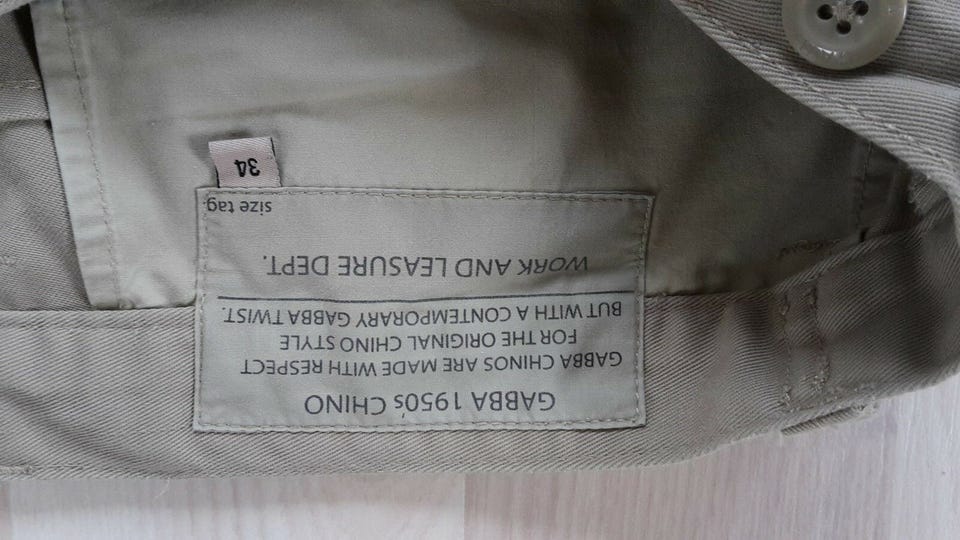 GABBA 1950s' CHINO
GABBA CHINOS ARE MADE WITH RESPECT
FOR THE ORIGINAL CHINO STYLE
BUT WITH A CONTEMPORARY GABBA TWIST.
WORK AND LEASURE DEPT.
size tag
34